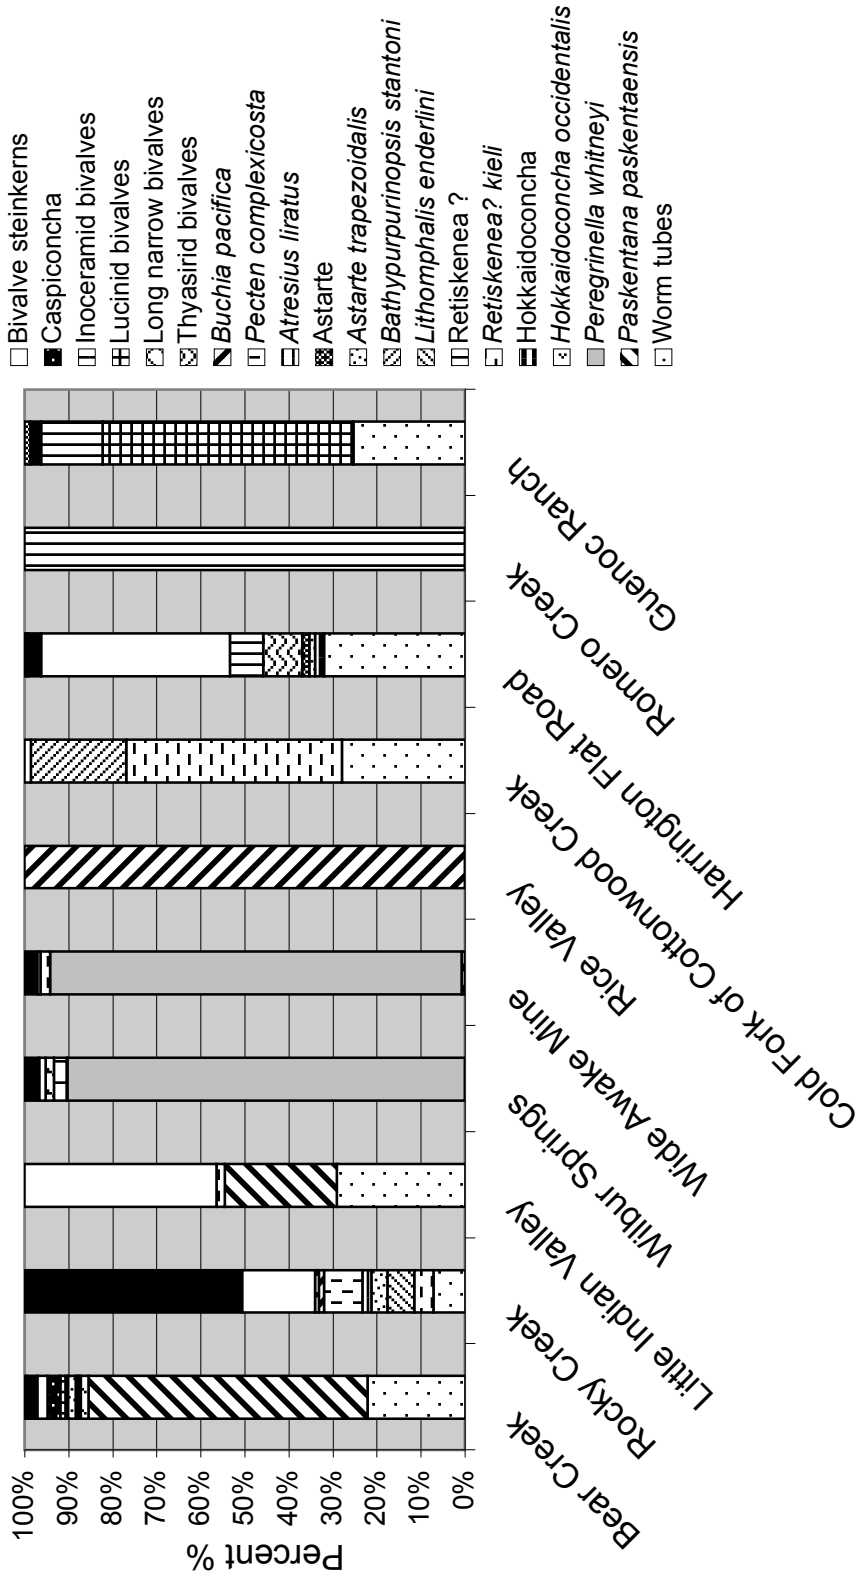 Percent %
100%
90%
80%
70%
60%
50%
40%
30%
20%
10%
0%
Bear Creek
Rocky Creek
Little Indian Valley
Wilbur Springs
Wide Awake Mine
Rice Valley
Cold Fork of Cottonwood Creek
Harrington Flat Road
Romero Creek
Guenoc Ranch
Bivalve steinkerns
Caspiconcha
Inoceramid bivalves
Lucinid bivalves
Long narrow bivalves
Thyasirid bivalves
Buchia pacifica
Pecten complexicosta
Atresius liratus
Astarte
Astarte trapezoidalis
Bathypurpurinopsis stantoni
Lithomphalis enderlini
Retiskenea ?
Retiskenea? kieli
Hokkaidoconcha
Hokkaidoconcha occidentalis
Peregrinella whitneyi
Paskentana paskentaensis
Worm tubes